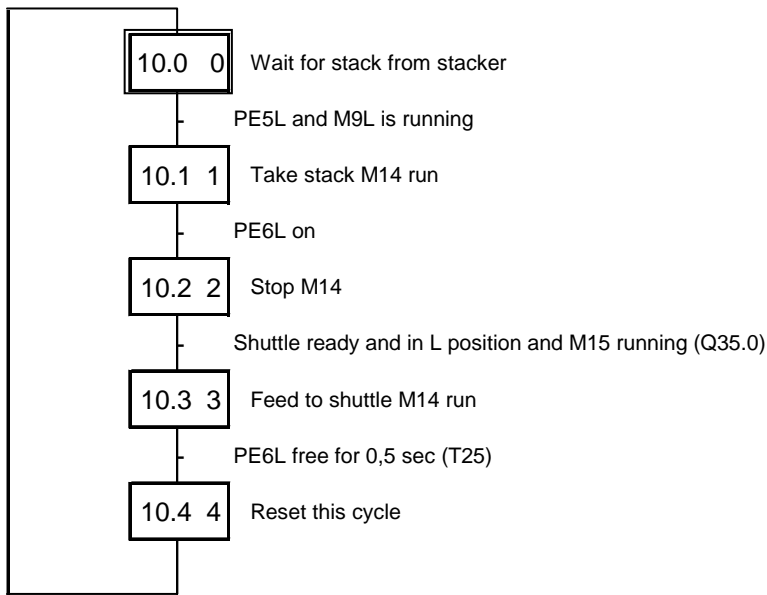 10.0 0 Wait for stack from stacker
PE5L and M9L is running
10.1 1 Take stack M14 run
PE6L on
10.2 2 Stop M14
Shuttle ready and in L position and M15 running (Q35.0)
10.3 3 Feed to shuttle M14 run
PE6L free for 0,5 sec (T25)
10.4 4 Reset this cycle